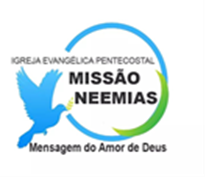 IGREJA EVANGÉLICA PENTECOSTAL
MISSÃO
NEEMIAS
Mensagem do Amor de Deus